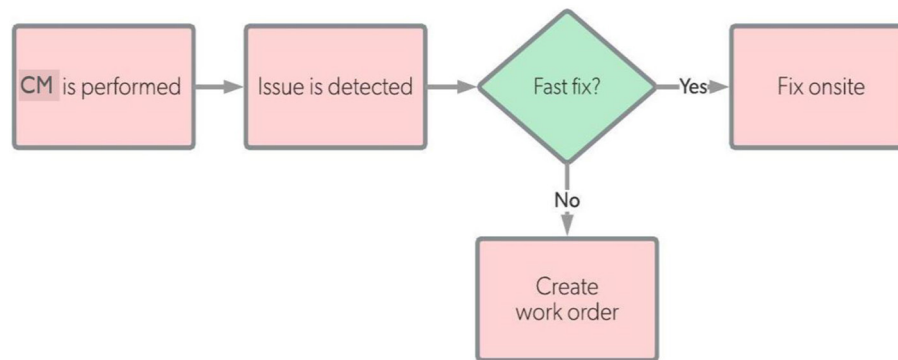 CM is performed
Issue is detected
Fast fix?
Yes
Fix onsite
No
Create
work order